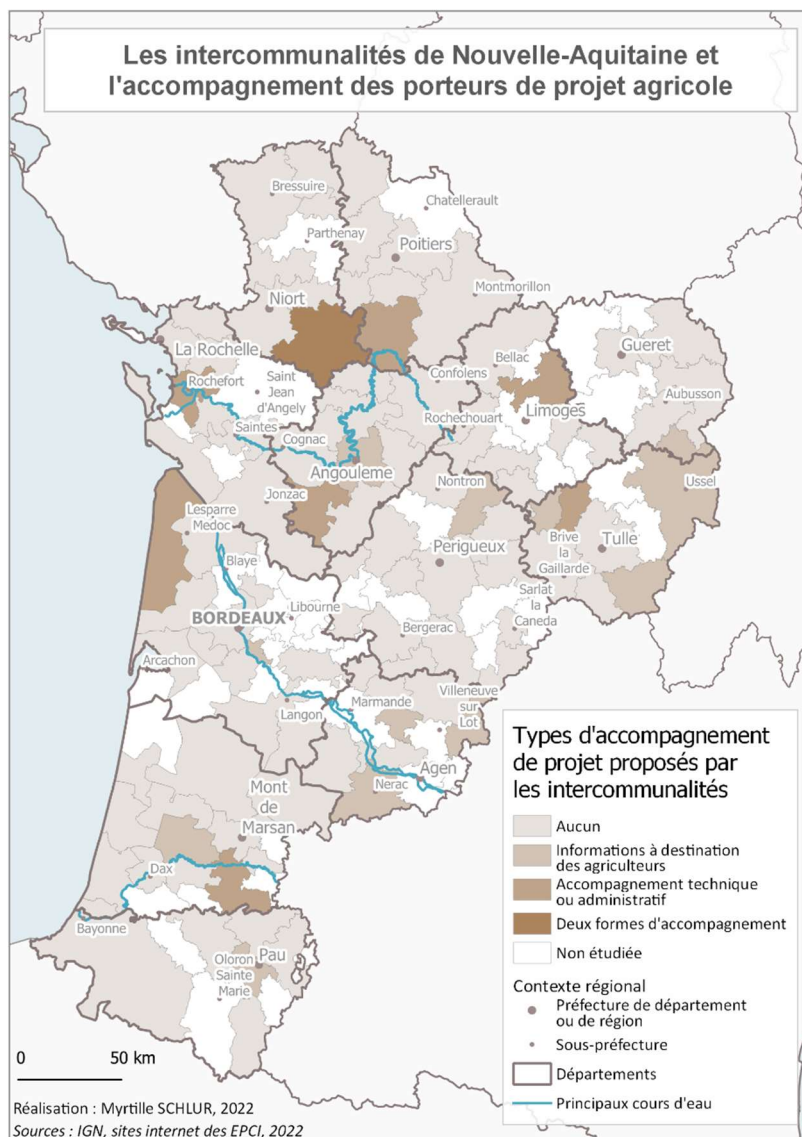 Les intercommunalités de Nouvelle-Aquitaine et
l'accompagnement des porteurs de projet agricole
Bressuire
Chatellerault
Parthenay
Poitiers
Montmorillon
Niort
La Rochelle
Gueret
Bellac
Rochefort
Saint
Jean
d'Angely
Confolens
Aubusson
Rochechouart
Limoges
Saintes
Cognac
Angouleme
Jonzac
Nontron
Ussel
Lesparre
Medoc
Perigueux
Brive
la
Gaillarde
Tulle
Blaye
Libourne
Sarlat
la
Caneda
BORDEAUX
Bergerac
Arcachon
Marmande
Villeneuve
sur
Lot
Langon
Agen
Nerac
Mont
de
Marsan
Dax
Bayonne
Oloron
Sainte
Marie
Pau
Types d'accompagnement
de projet proposés par
les intercommunalités
Aucun
Informations à destination
des agriculteurs
Accompagnement technique
ou administratif
Deux formes d'accompagnement
Non étudiée
Contexte régional
Préfecture de département
ou de région
Sous-préfecture
Départements
Principaux cours d'eau
0 50 km
Réalisation : Myrtille SCHLUR, 2022
Sources : IGN, sites internet des EPCI, 2022